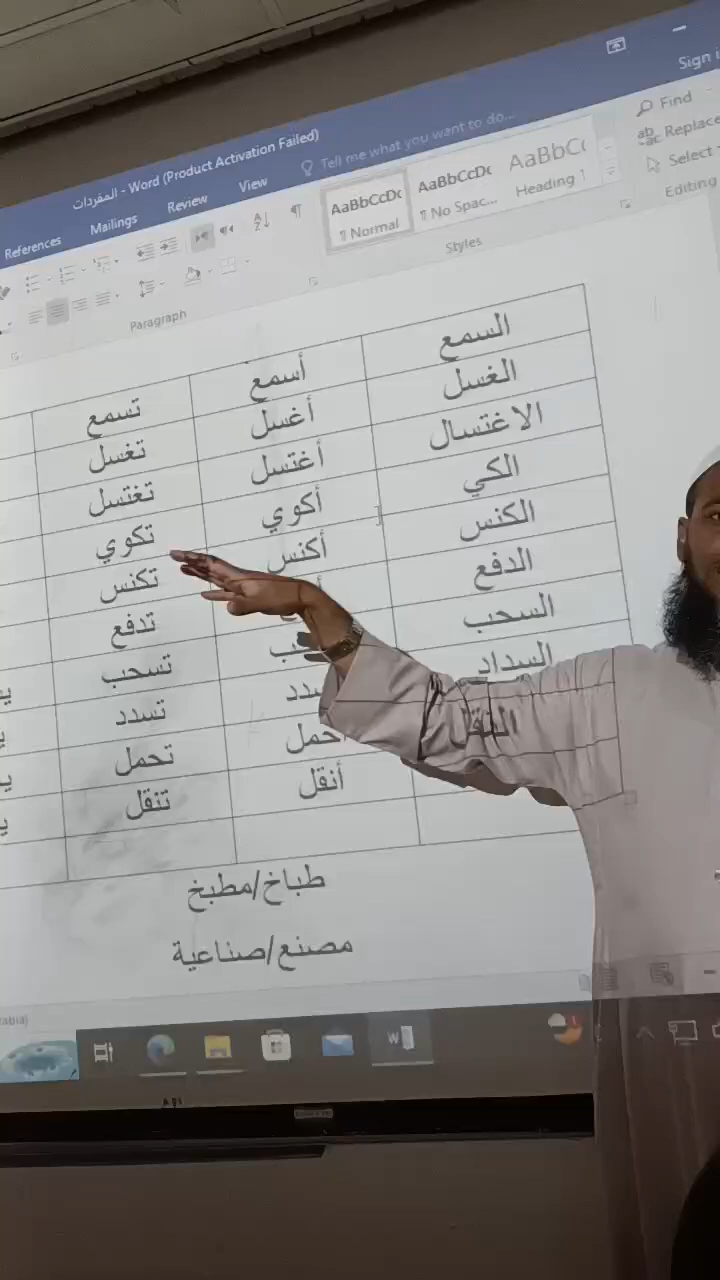 المفردات - Word (Product Activation Failed)
Sign i
References Mailings Review View Tell me what you want to do...
Find
Replace
Select
Editing
AaBbCcDc AaBbCcDc AaBbC
¶ Normal ¶ No Spac... Heading 1
Paragraph Styles
السمع أسمع تسمع
الغسل أغسل تغسل
الاغتسال أغتسل تغتسل
الكي أكوي تكوي
الكنس أكنس تكنس
الدفع تدفع
السحب تسحب
السداد تسدد
النقل تحمل
أنقل تنقل
طباخ/مطبخ
مصنع/صناعية